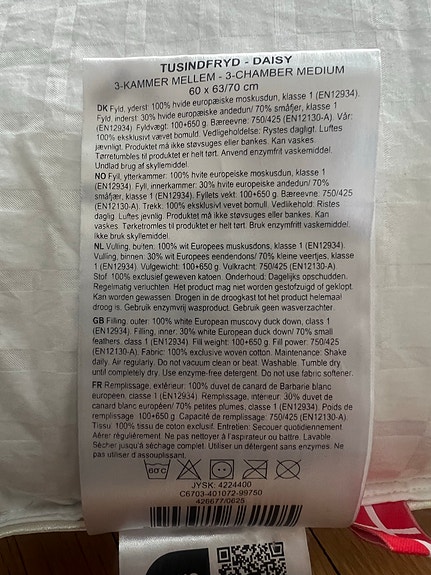 TUSINDFRYD - DAISY
3-KAMMER MELLEM - 3-CHAMBER MEDIUM
60 x 63/70 cm
DK Fyld, yderst: 100% hvide europæiske moskusdun, klasse 1 (EN12934).
Fyld, inderst: 30% hvide europæiske andedun/ 70% småfjer, klasse 1
(EN12934). Fyldvægt: 100+650 g. Bæreevne: 750/425 (EN12130-A). Vår:
100% eksklusivt vævet bomuld. Vedligeholdelse: Rystes dagligt. Luftes
jævnligt. Produktet må ikke støvsuges eller bankes. Kan vaskes.
Tørretumbles til produktet er helt tørt. Anvend enzymfrit vaskemiddel.
Undlad brug af skyllemiddel.
NO Fyll, ytterkammer: 100% hvite europeiske moskusdun, klasse 1
(EN12934). Fyll, innerkammer: 30% hvite europeiske andedun/ 70%
småfjær, klasse 1 (EN12934). Fyllets vekt: 100+650 g. Bæreevne: 750/425
(EN12130-A). Trekk: 100% eksklusivt vevet bomull. Vedlikehold: Ristes
daglig. Luftes jevnlig. Produktet må ikke støvsuges eller bankes. Kan
vaskes. Tørketromles til produktet er helt tørt. Bruk enzymfritt vaskemiddel.
Ikke bruk skyllemiddel.
NL Vulling, buiten: 100% wit Europees muskusdons, klasse 1 (EN12934).
Vulling, binnen: 30% wit Europees eendendons/ 70% kleine veertjes, klasse
1 (EN12934). Vulgewicht: 100+650 g. Vulkracht: 750/425 (EN12130-A)
Stof: 100% exclusief geweven katoen. Onderhoud: Dagelijks opschudden.
Regelmatig verluchten. Het product mag niet worden gestofzuigd of geklopt.
Kan worden gewassen. Drogen in de droogkast tot het product helemaal
droog is. Gebruik enzymvrij wasproduct. Gebruik geen wasverzachter.
GB Filling, outer: 100% white European muscovy duck down, class 1
(EN12934). Filling, inner: 30% white European duck down/ 70% small
feathers, class 1 (EN12934). Fill weight: 100+650 g. Fill power: 750/425
(EN12130-A). Fabric: 100% exclusive woven cotton. Maintenance: Shake
daily. Air regularly. Do not vacuum clean or beat. Washable. Tumble dry
until completely dry. Use enzyme-free detergent. Do not use fabric softener.
FR Remplissage, extérieur: 100% duvet de canard de Barbarie blanc
européen, classe 1 (EN12934). Remplissage, intérieur: 30% duvet de
canard blanc européen/ 70% petites plumes, classe 1 (EN12934). Poids de
remplissage: 100+650 g. Capacité de remplissage: 750/425 (EN12130-A).
Tissu: 100% tissu de coton exclusif. Entretien: Secouer quotidiennement.
Aérer régulièrement. Ne pas nettoyer à l'aspirateur ou battre. Lavable.
Sécher jusqu'à séchage complet. Utiliser un détergent sans enzymes. Ne
pas utiliser d'assouplissant.
60°C
JYSK: 4224400
C6703-401072-99750
426677/0625